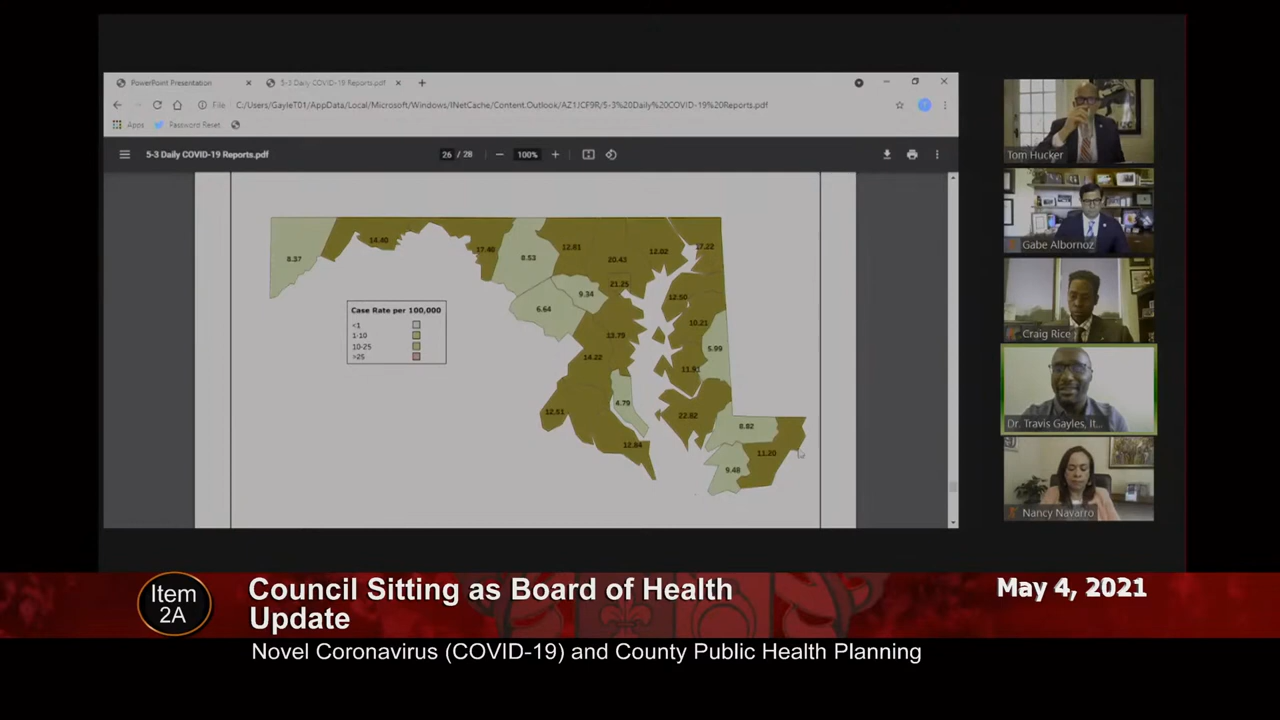 PowerPoint Presentation
5-3 Daily COVID-19 Reports.pdf
File
C:/Users/GayleT01/AppData/Local/Microsoft/Windows/INetCache/Content.Outlook/AZ1JCF9R/5-3%20Daily%20COVID-19%20Reports.pdf
Apps
Password Reset
5-3 Daily COVID-19 Reports.pdf
26 / 28
100%
8.37
14.40
17.40
8.53
12.81
20.43
12.02
17.22
21.25
9.34
6.64
12.50
10.21
13.79
5.99
14.22
11.91
4.79
12.51
22.82
12.84
8.82
11.20
9.48
Case Rate per 100,000
<1
1-10
10-25
>25
Tom Hucker
Gabe Albornoz
Craig Rice
Dr. Travis Gayles, It...
Nancy Navarro
Item
2A
Council Sitting as Board of Health
Update
May 4, 2021
Novel Coronavirus (COVID-19) and County Public Health Planning